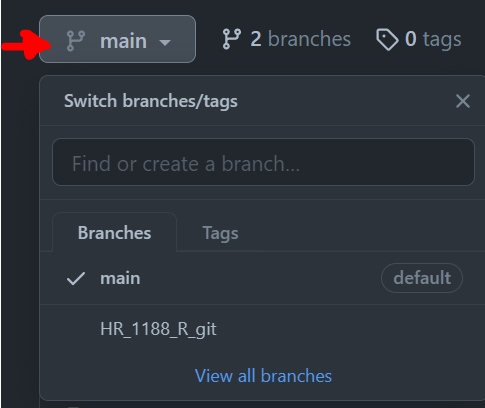 main 2 branches 0 tags
Switch branches/tags
Find or create a branch...
Branches Tags
main default
HR_1188_R_git
View all branches